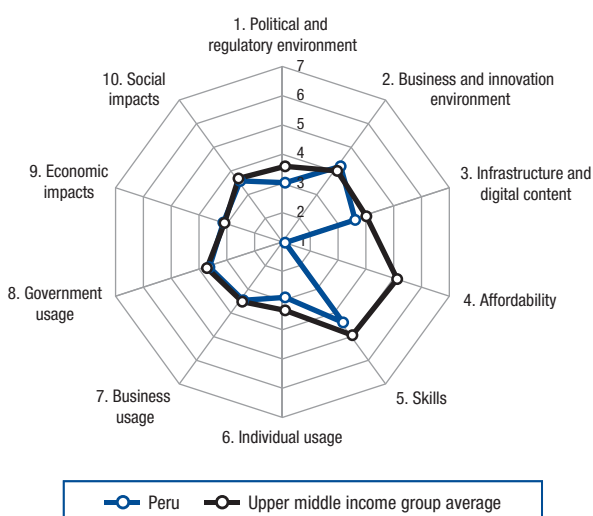 1. Political and
regulatory environment
10. Social
impacts
2. Business and innovation
environment
9. Economic
impacts
3. Infrastructure and
digital content
8. Government
usage
4. Affordability
7. Business
usage
5. Skills
6. Individual usage
7
6
5
4
3
2
1
Peru
Upper middle income group average